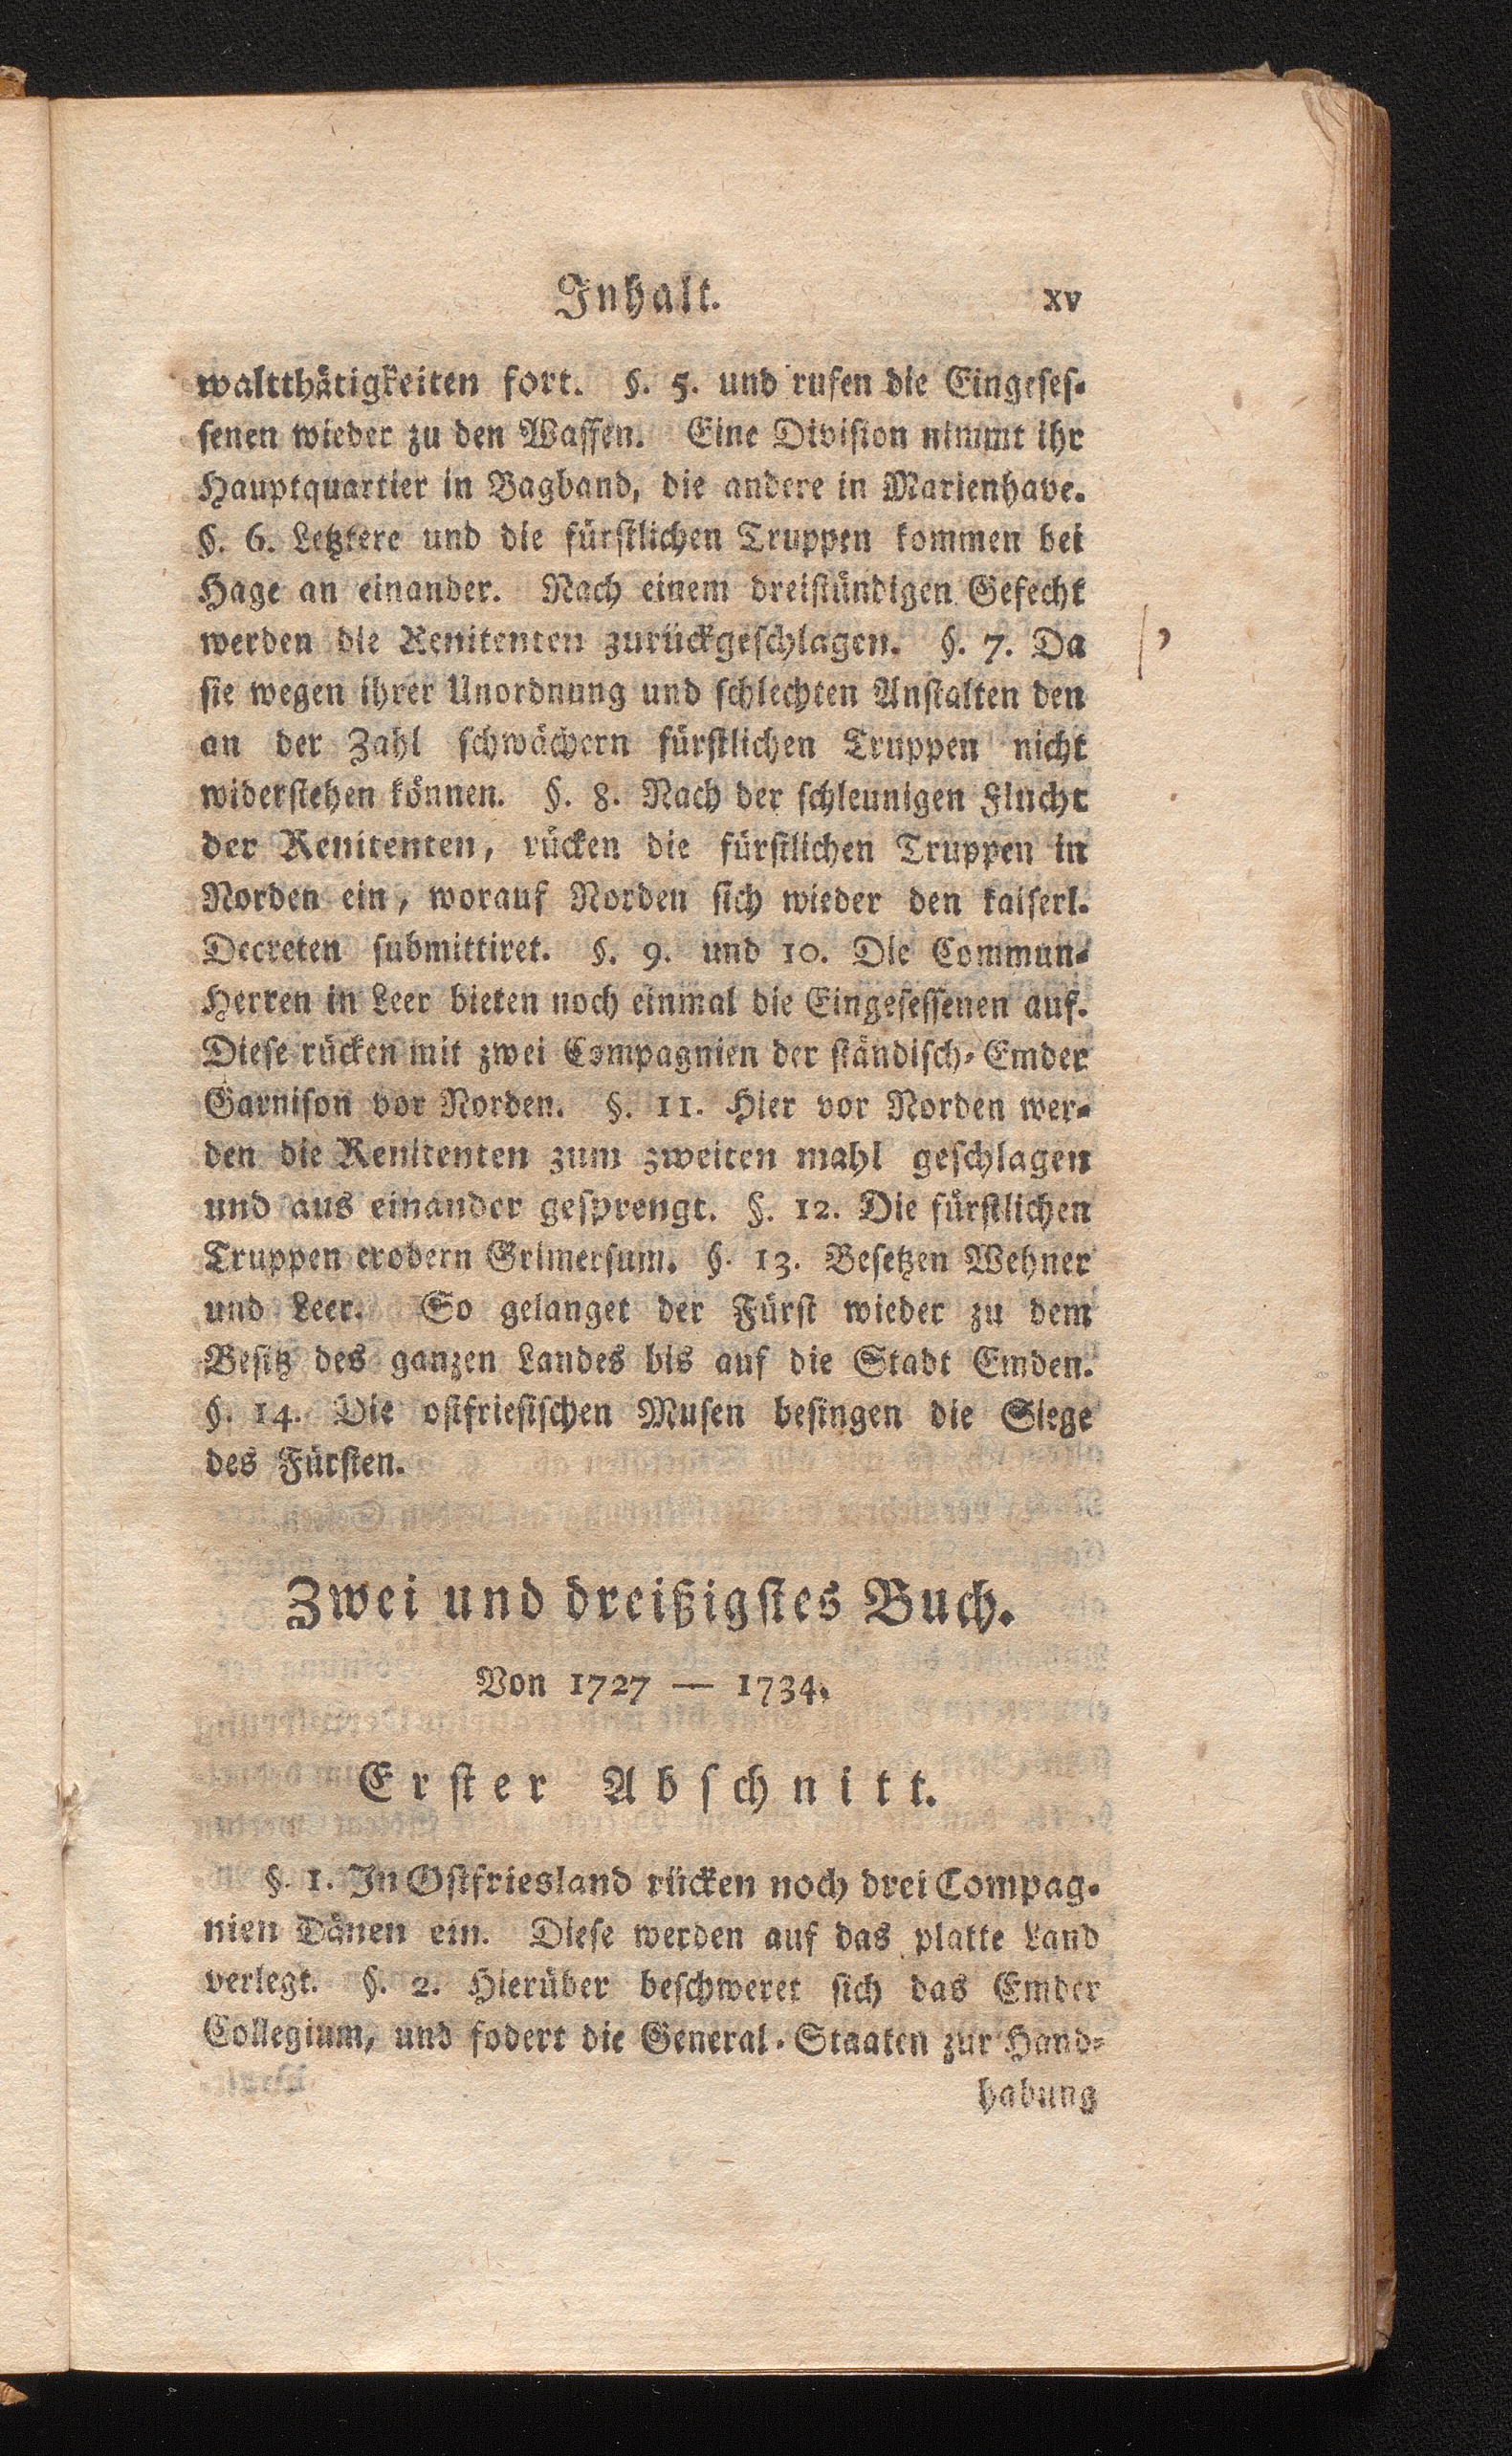 Inhalt. xv
waltthätigkeiten fort. §. 5. und rufen die Eingeses-
senen wieder zu den Waffen. Eine Division nimmt ihr
Hauptquartier in Bagband, die andere in Marienhave.
§. 6. Letztere und die fürstlichen Truppen kommen bei
Hage an einander. Nach einem dreistündigen Gefecht
werden die Renitenten zurückgeschlagen. §. 7. Da
sie wegen ihrer Unordnung und schlechten Anstalten den
an der Zahl schwächern fürstlichen Truppen nicht
widerstehen können. §. 8. Nach der schleunigen Flucht
der Renitenten, rücken die fürstlichen Truppen in
Norden ein, worauf Norden sich wieder den kaiserl.
Decreten submittiret. §. 9. und 10. Die Commun-
Herren in Leer bieten noch einmal die Eingesessenen auf.
Diese rücken mit zwei Compagnien der ständisch-Emder
Garnison vor Norden. §. 11. Hier vor Norden wer-
den die Renitenten zum zweiten mahl geschlagen
und aus einander gesprengt. §. 12. Die fürstlichen
Truppen erobern Grimersum. §. 13. Besetzen Wehner
und Leer. So gelanget der Fürst wieder zu dem
Besitz des ganzen Landes bis auf die Stadt Emden.
§. 14. Die ostfriesischen Musen besingen die Siege
des Fürsten.
Zwei und dreißigstes Buch.
Von 1727 — 1734.
Erster Abschnitt.
§. 1. In Ostfriesland rücken noch drei Compag-
nien Dänen ein. Diese werden auf das platte Land
verlegt. §. 2. Hierüber beschweret sich das Emder
Collegium, und fodert die General-Staaten zur Hand-
habung